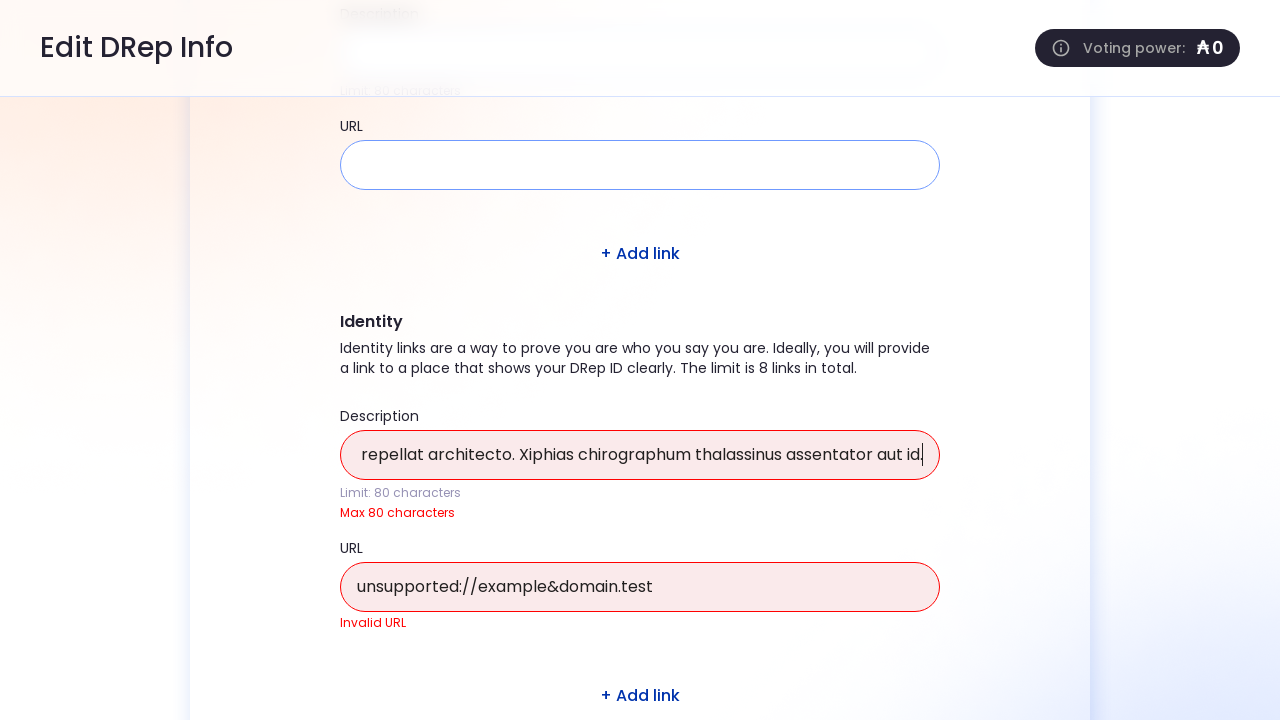 Description
Edit DRep Info
Voting power: ₳ 0
Limit: 80 characters
URL
+ Add link
Identity
Identity links are a way to prove you are who you say you are. Ideally, you will provide
a link to a place that shows your DRep ID clearly. The limit is 8 links in total.
Description
repellat architecto. Xiphias chirographum thalassinus assentator aut id.
Limit: 80 characters
Max 80 characters
URL
unsupported://example&domain.test
Invalid URL
+ Add link